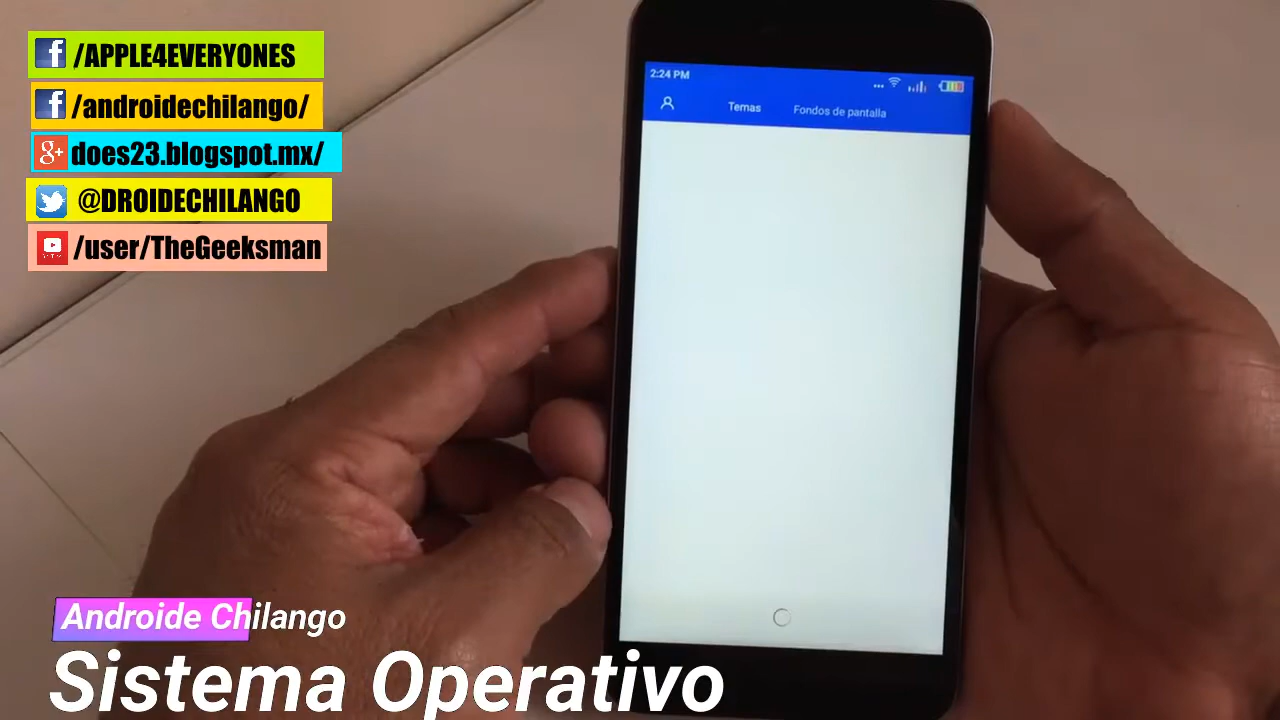 /APPLE4EVERYONES
/androidechilango/
does23.blogspot.mx/
@DROIDECHILANGO
/user/TheGeeksman
2:24 PM
Temas
Fondos de pantalla
Androide Chilango
Sistema Operativo